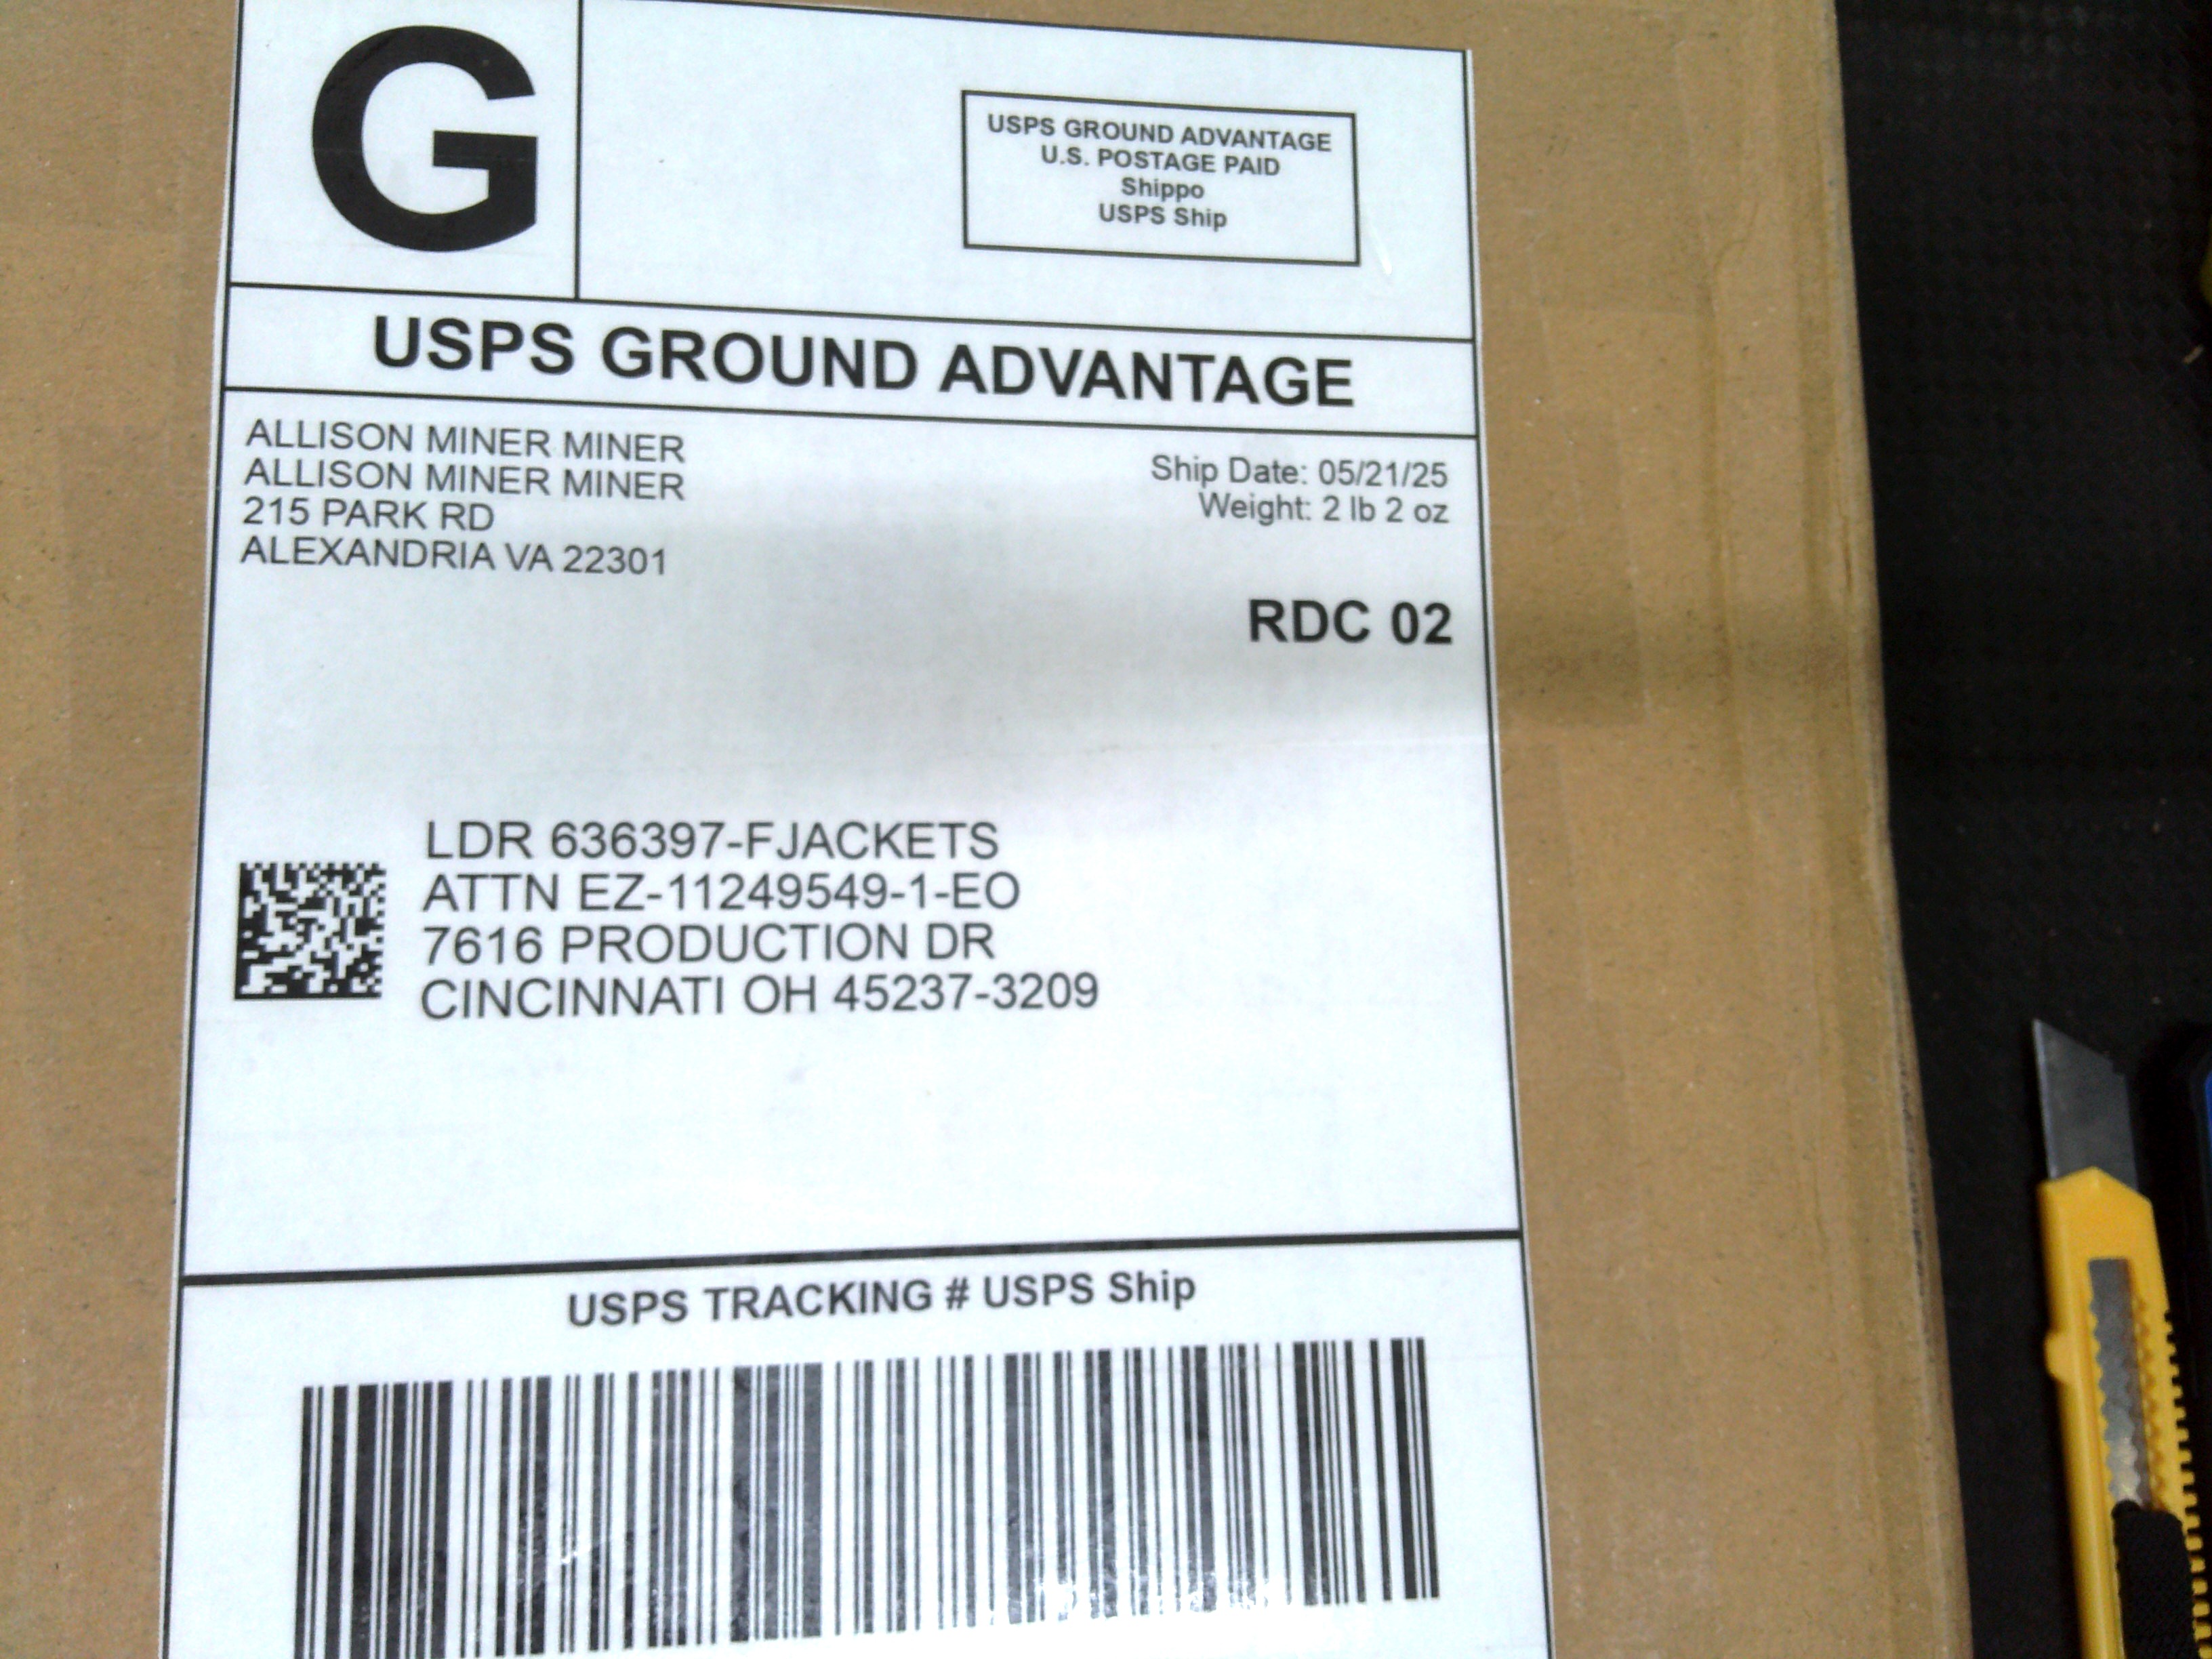 G
USPS GROUND ADVANTAGE
U.S. POSTAGE PAID
Shippo
USPS Ship
USPS GROUND ADVANTAGE
ALLISON MINER MINER
ALLISON MINER MINER
215 PARK RD
ALEXANDRIA VA 22301
Ship Date: 05/21/25
Weight: 2 lb 2 oz
RDC 02
LDR 636397-FJACKETS
ATTN EZ-11249549-1-EO
7616 PRODUCTION DR
CINCINNATI OH 45237-3209
USPS TRACKING # USPS Ship